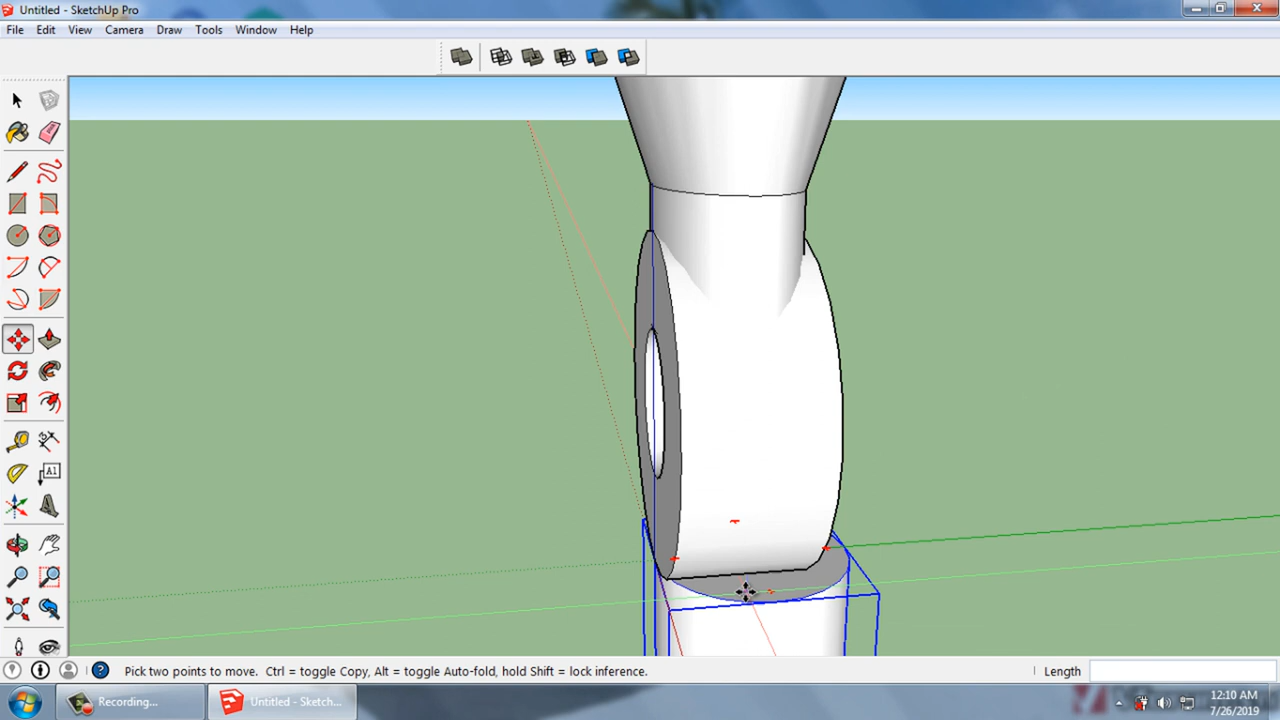 Untitled - SketchUp Pro
File Edit View Camera Draw Tools Window Help
A1
Pick two points to move. Ctrl = toggle Copy, Alt = toggle Auto-fold, hold Shift = lock inference.
Length
Recording...
Untitled - Sketch...
12:10 AM
7/26/2019